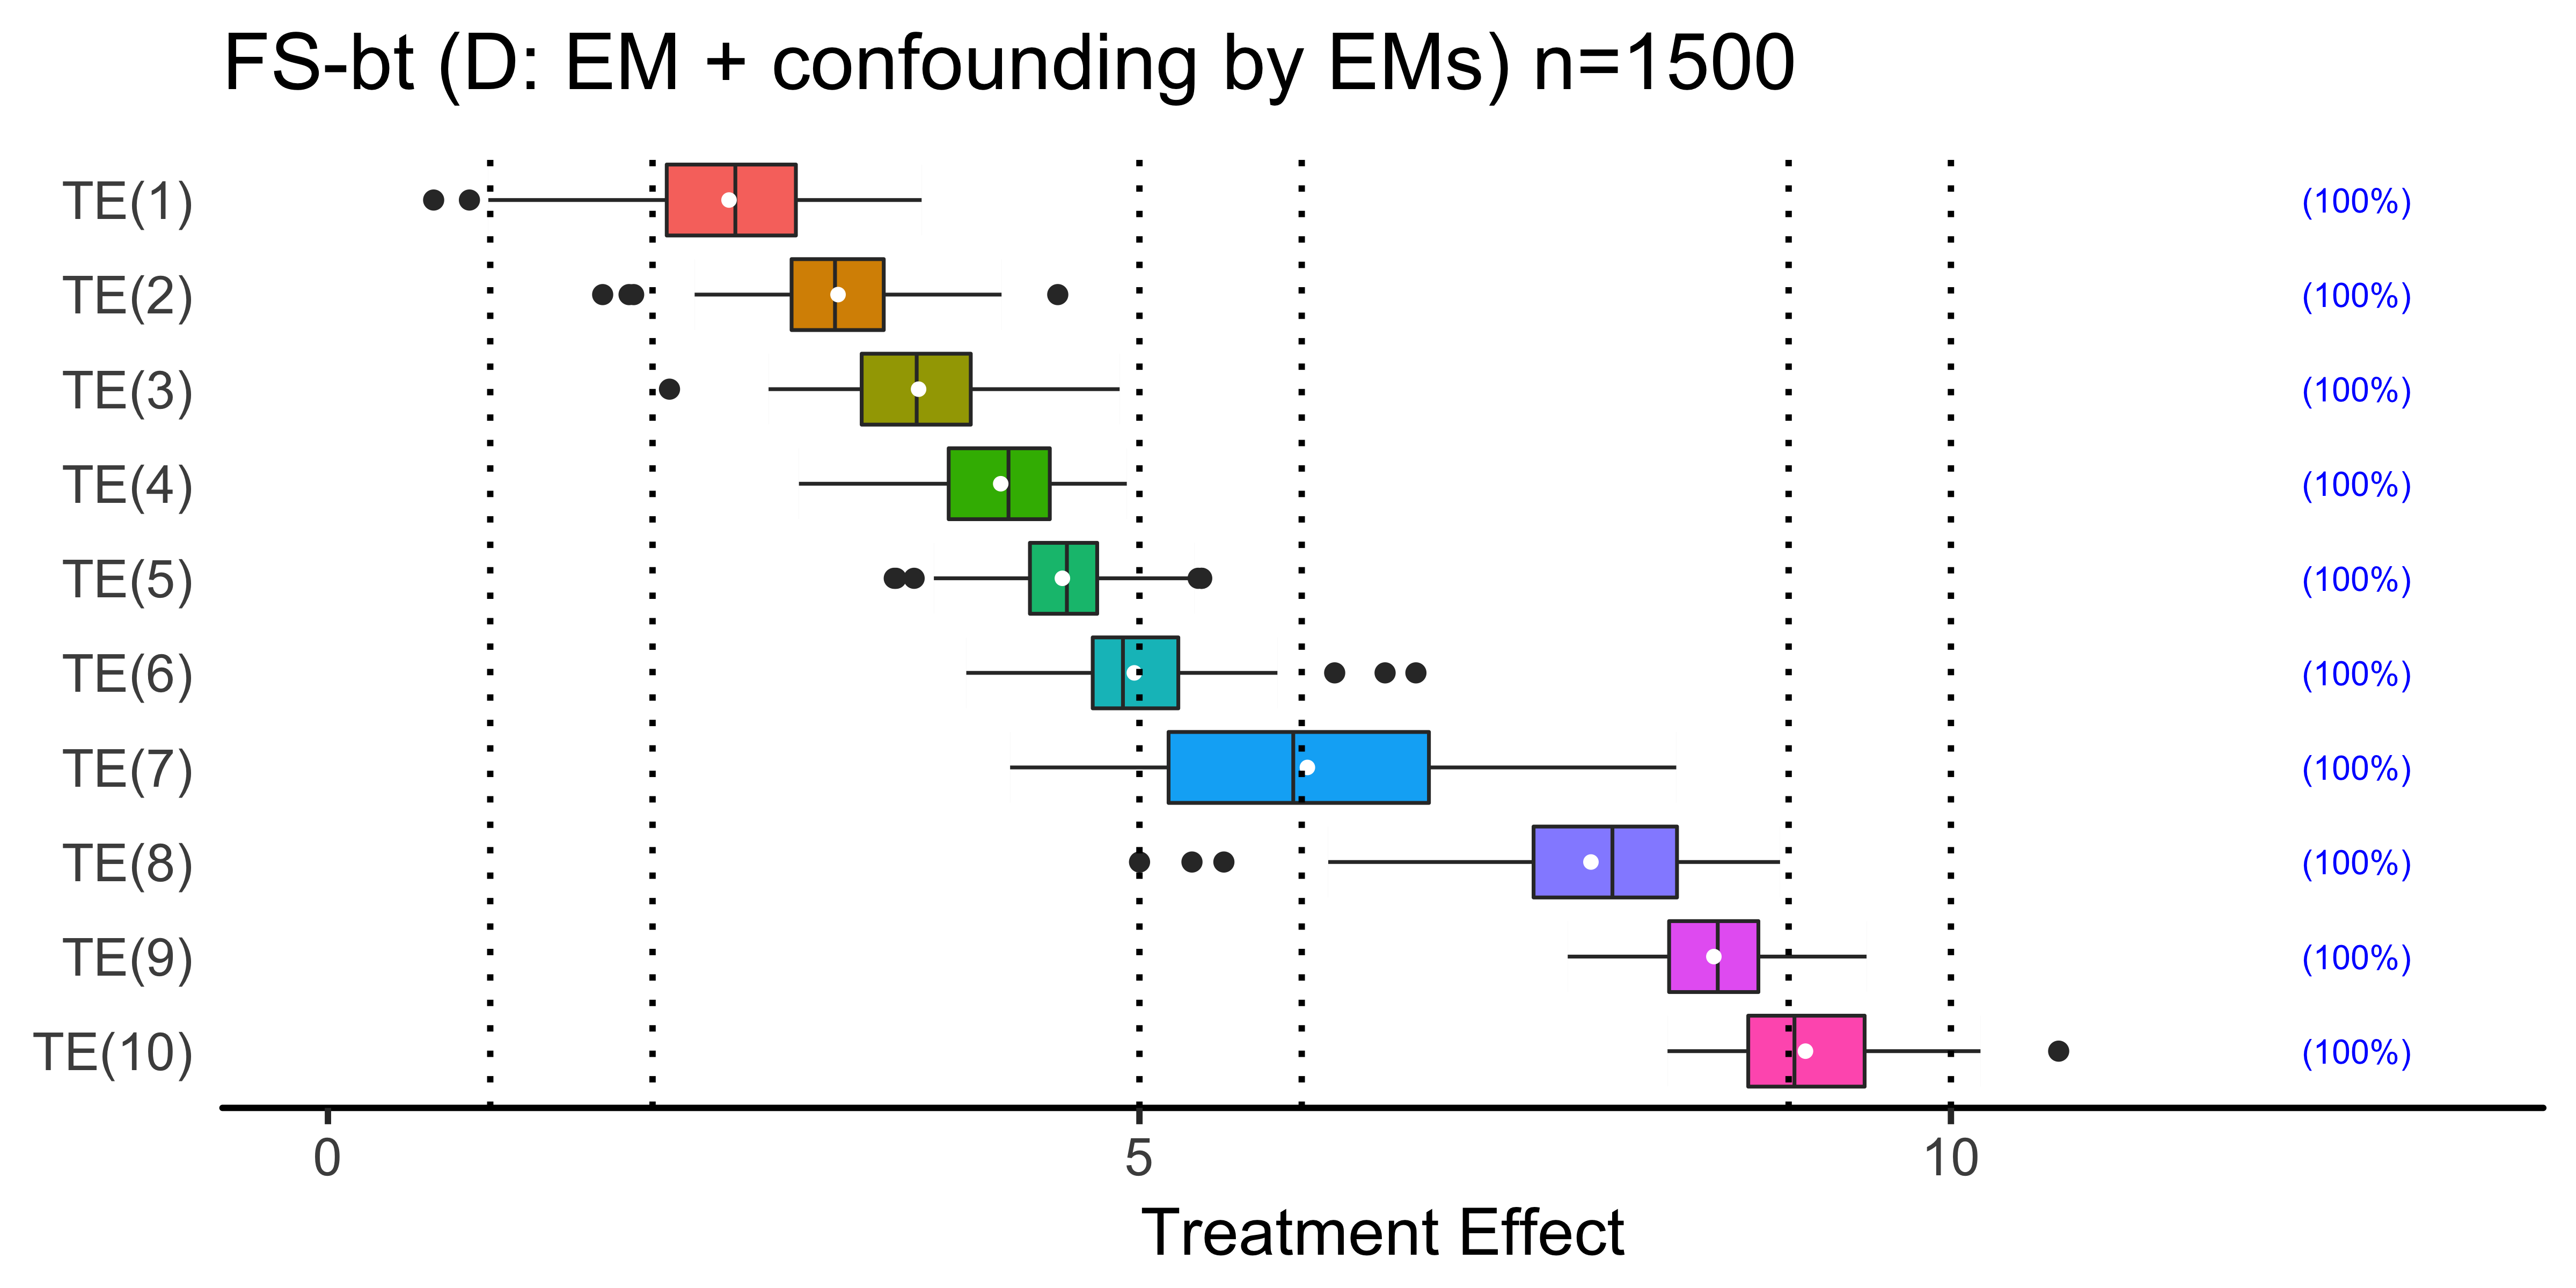 FS-bt (D: EM + confounding by EMs) n=1500
TE(1) (100%)
TE(2) (100%)
TE(3) (100%)
TE(4) (100%)
TE(5) (100%)
TE(6) (100%)
TE(7) (100%)
TE(8) (100%)
TE(9) (100%)
TE(10) (100%)
0 5 10
Treatment Effect